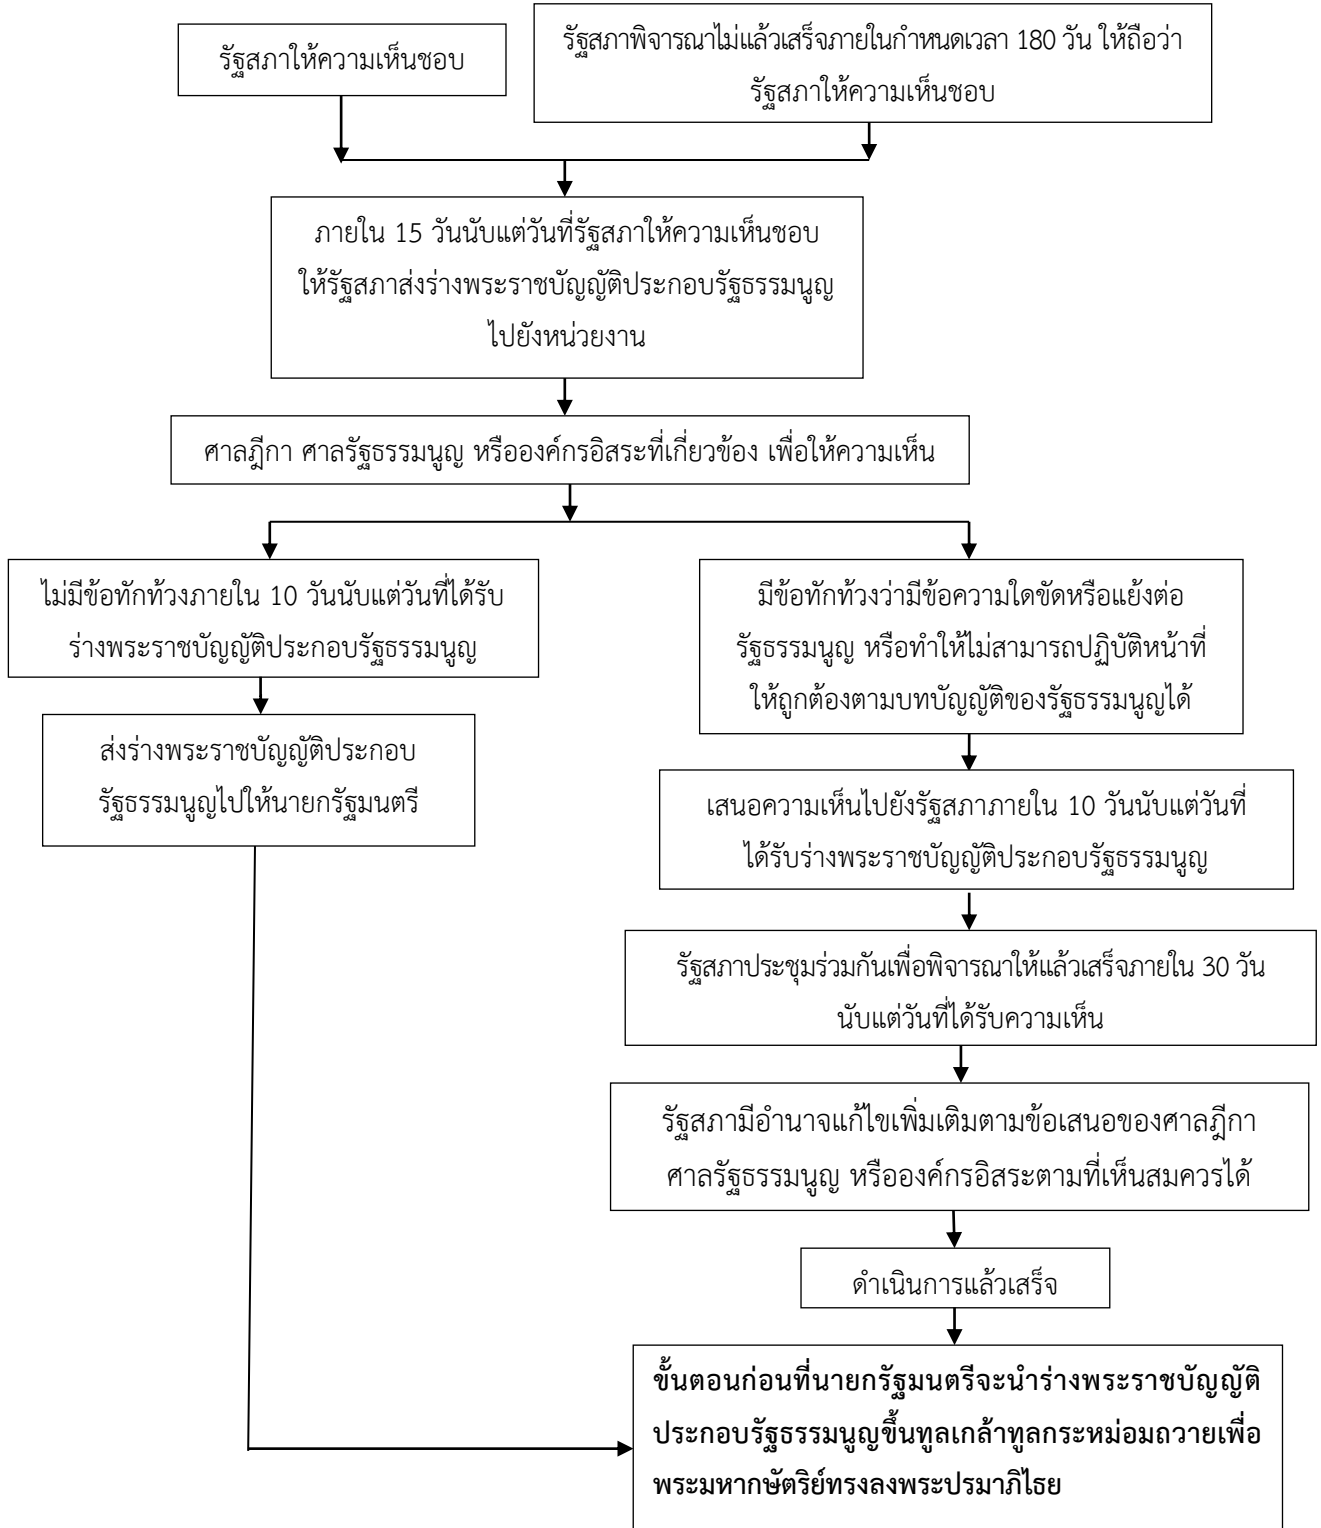 รัฐสภาให้ความเห็นชอบ
รัฐสภาพิจารณาไม่แล้วเสร็จภายในกำหนดเวลา 180 วัน ให้ถือว่า
รัฐสภาให้ความเห็นชอบ
ภายใน 15 วันนับแต่วันที่รัฐสภาให้ความเห็นชอบ
ให้รัฐสภาส่งร่างพระราชบัญญัติประกอบรัฐธรรมนูญ
ไปยังหน่วยงาน
ศาลฎีกา ศาลรัฐธรรมนูญ หรือองค์กรอิสระที่เกี่ยวข้อง เพื่อให้ความเห็น
ไม่มีข้อทักท้วงภายใน 10 วันนับแต่วันที่ได้รับ
ร่างพระราชบัญญัติประกอบรัฐธรรมนูญ
ส่งร่างพระราชบัญญัติประกอบ
รัฐธรรมนูญไปให้นายกรัฐมนตรี
มีข้อทักท้วงว่ามีข้อความใดขัดหรือแย้งต่อ
รัฐธรรมนูญ หรือทำให้ไม่สามารถปฏิบัติหน้าที่
ให้ถูกต้องตามบทบัญญัติของรัฐธรรมนูญได้
เสนอความเห็นไปยังรัฐสภาภายใน 10 วันนับแต่วันที่
ได้รับร่างพระราชบัญญัติประกอบรัฐธรรมนูญ
รัฐสภาประชุมร่วมกันเพื่อพิจารณาให้แล้วเสร็จภายใน 30 วัน
นับแต่วันที่ได้รับความเห็น
รัฐสภามีอำนาจแก้ไขเพิ่มเติมตามข้อเสนอของศาลฎีกา
ศาลรัฐธรรมนูญ หรือองค์กรอิสระตามที่เห็นสมควรได้
ดำเนินการแล้วเสร็จ
ขั้นตอนก่อนที่นายกรัฐมนตรีจะนำร่างพระราชบัญญัติ
ประกอบรัฐธรรมนูญขึ้นทูลเกล้าทูลกระหม่อมถวายเพื่อ
พระมหากษัตริย์ทรงลงพระปรมาภิไธย